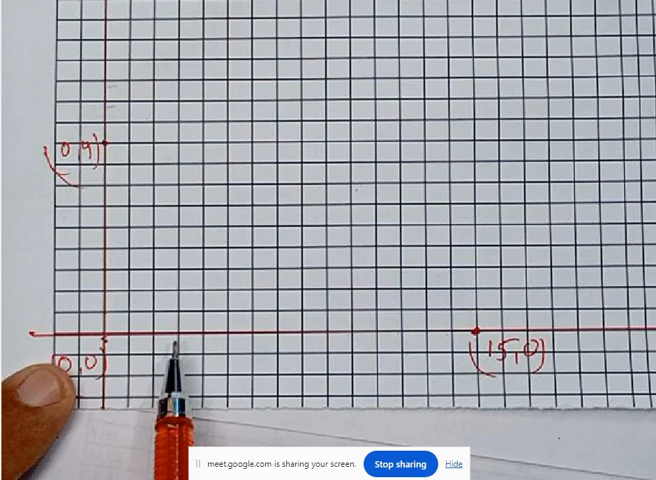 (0,9)
(0,0)
(15,0)
meet.google.com is sharing your screen. Stop sharing Hide